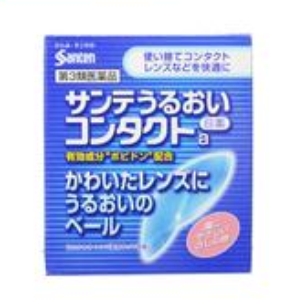 Santen
第3類医薬品
使い捨てコンタクト
レンズなどを快適に
サンテうるおい
コンタクトa
目薬
有効成分"ポビドン"配合
かわいたレンズに
うるおいの
ベール